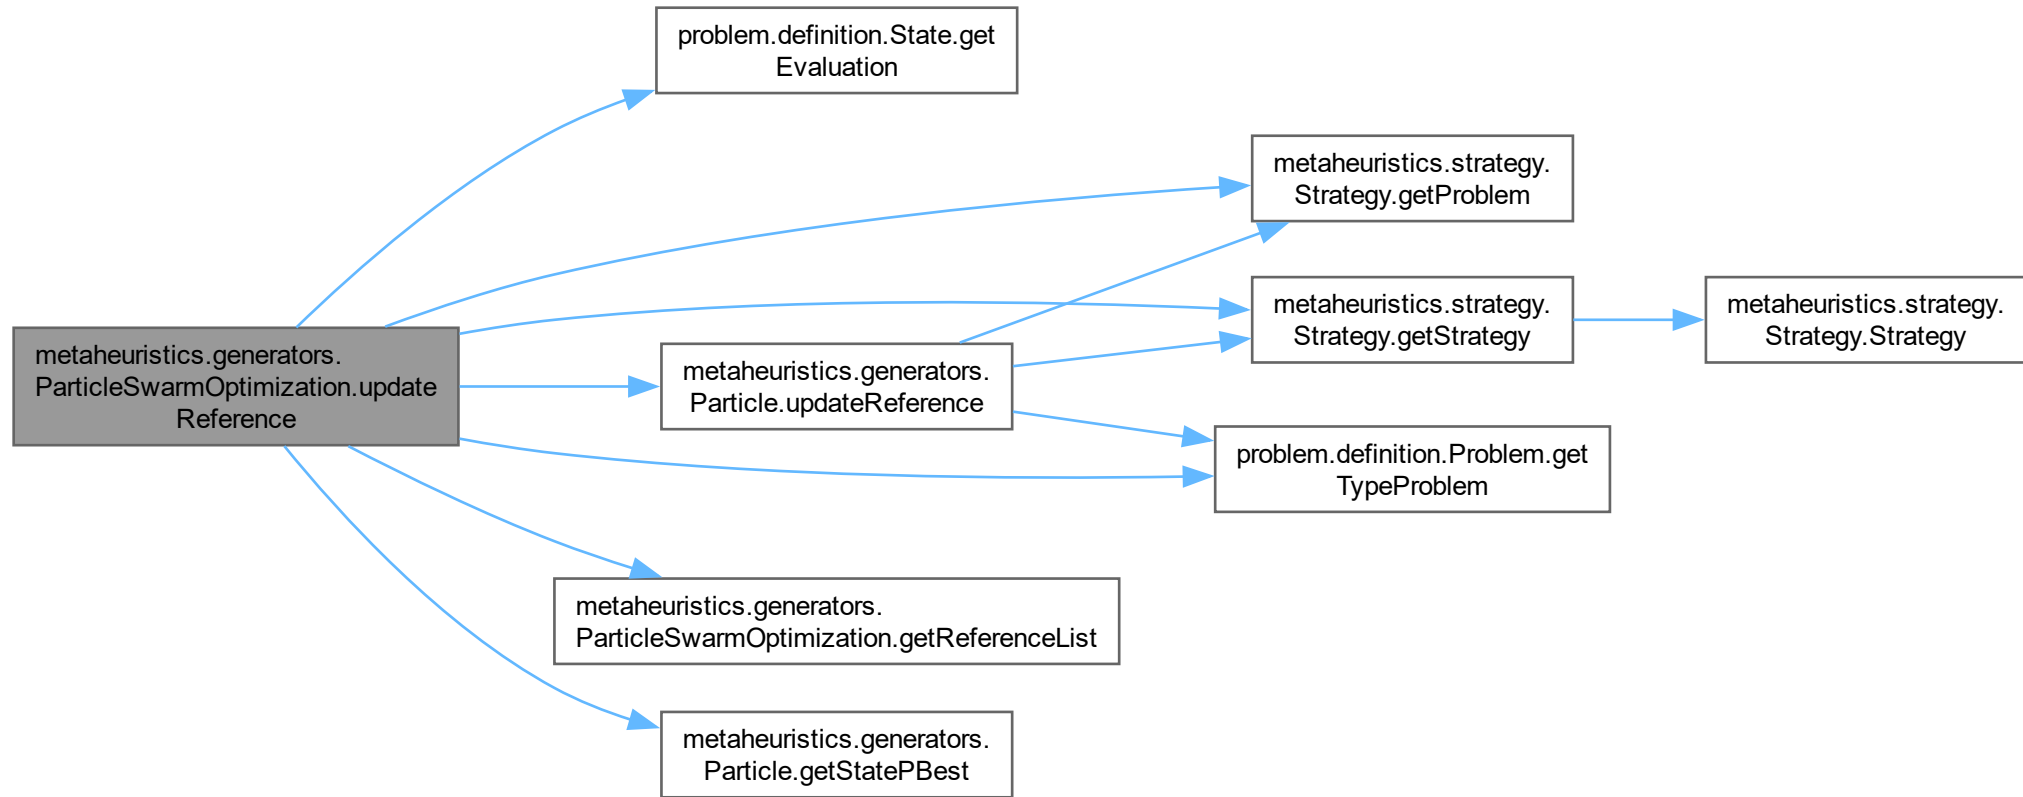 problem.definition.State.get
Evaluation
metaheuristics.strategy.
Strategy.getProblem
metaheuristics.strategy.
Strategy.getStrategy
metaheuristics.strategy.
Strategy.Strategy
metaheuristics.generators.
ParticleSwarmOptimization.update
Reference
metaheuristics.generators.
Particle.updateReference
problem.definition.Problem.get
TypeProblem
metaheuristics.generators.
ParticleSwarmOptimization.getReferenceList
metaheuristics.generators.
Particle.getStatePBest